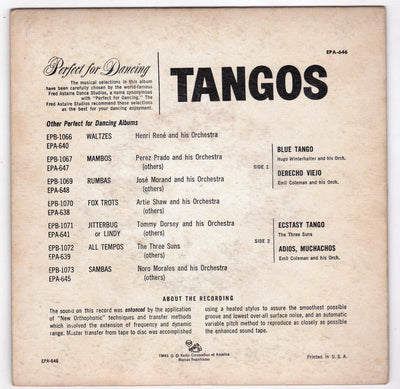 EPA-646
Perfect for Dancing
The musical selections in this album
have been carefully chosen by the world-famous
Fred Astaire Dance Studios, a name synonymous
with "Perfect for Dancing." The Fred Astaire
Studios recommend these selections
as the best for your dancing enjoyment.
TANGOS
Other Perfect for Dancing Albums
EPB-1066 WALTZES Henri René and his Orchestra
EPA-640
EPB-1067 MAMBOS Perez Prado and his Orchestra
EPA-647 (others)
EPB-1069 RUMBAS José Morand and his Orchestra
EPA-648 (others)
EPB-1070 FOX TROTS Artie Shaw and his Orchestra
EPA-638 (others)
EPB-1071 JITTERBUG Tommy Dorsey and his Orchestra
EPA-641 or LINDY (others)
EPB-1072 ALL TEMPOS The Three Suns
EPA-639 (others)
EPB-1073 SAMBAS Noro Morales and his Orchestra
EPA-645 (others)
SIDE 1
BLUE TANGO
Hugo Winterhalter and his Orch.
DERECHO VIEJO
Emil Coleman and his Orch.
SIDE 2
ECSTASY TANGO
The Three Suns
ADIOS, MUCHACHOS
Emil Coleman and his Orch.
ABOUT THE RECORDING
The sound on this record was enhanced by the application
of "New Orthophonic" techniques and transfer methods
which involved the extension of frequency and dynamic
range. Master transfer from tape to disc was accomplished
using a heated stylus to assure the smoothest possible
groove and lowest over-all surface noise, and an automatic
variable pitch method to reproduce as closely as possible
the enhanced sound tape.
EPA-646
TMKS ® © Radio Corporation of America
Marcas Registradas
Printed in U.S.A.